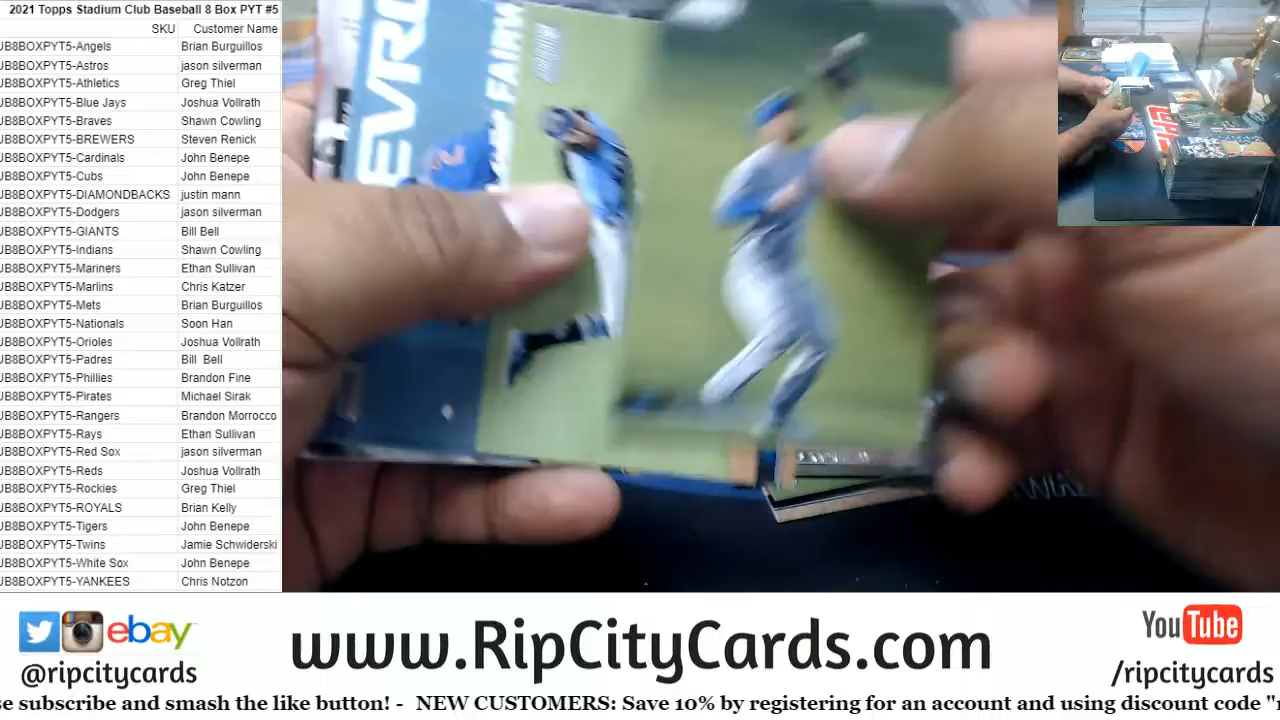 2021 Topps Stadium Club Baseball 8 Box PYT #5
SKU Customer Name
JB8BOXPYT5-Angels Brian Burguillos
JB8BOXPYT5-Astros jason silverman
JB8BOXPYT5-Athletics Greg Thiel
JB8BOXPYT5-Blue Jays Joshua Vollrath
JB8BOXPYT5-Braves Shawn Cowling
JB8BOXPYT5-BREWERS Steven Renick
JB8BOXPYT5-Cardinals John Benepe
JB8BOXPYT5-Cubs John Benepe
JB8BOXPYT5-DIAMONDBACKS justin mann
JB8BOXPYT5-Dodgers jason silverman
JB8BOXPYT5-GIANTS Bill Bell
JB8BOXPYT5-Indians Shawn Cowling
JB8BOXPYT5-Mariners Ethan Sullivan
JB8BOXPYT5-Marlins Chris Katzer
JB8BOXPYT5-Mets Brian Burguillos
JB8BOXPYT5-Nationals Soon Han
JB8BOXPYT5-Orioles Joshua Vollrath
JB8BOXPYT5-Padres Bill Bell
JB8BOXPYT5-Phillies Brandon Fine
JB8BOXPYT5-Pirates Michael Sirak
JB8BOXPYT5-Rangers Brandon Morrocco
JB8BOXPYT5-Rays Ethan Sullivan
JB8BOXPYT5-Red Sox jason silverman
JB8BOXPYT5-Reds Joshua Vollrath
JB8BOXPYT5-Rockies Greg Thiel
JB8BOXPYT5-ROYALS Brian Kelly
JB8BOXPYT5-Tigers John Benepe
JB8BOXPYT5-Twins Jamie Schwiderski
JB8BOXPYT5-White Sox John Benepe
JB8BOXPYT5-YANKEES Chris Notzon
EVRO
ebay
@ripcitycards
www.RipCityCards.com
YouTube
/ripcitycards
se subscribe and smash the like button! - NEW CUSTOMERS: Save 10% by registering for an account and using discount code "